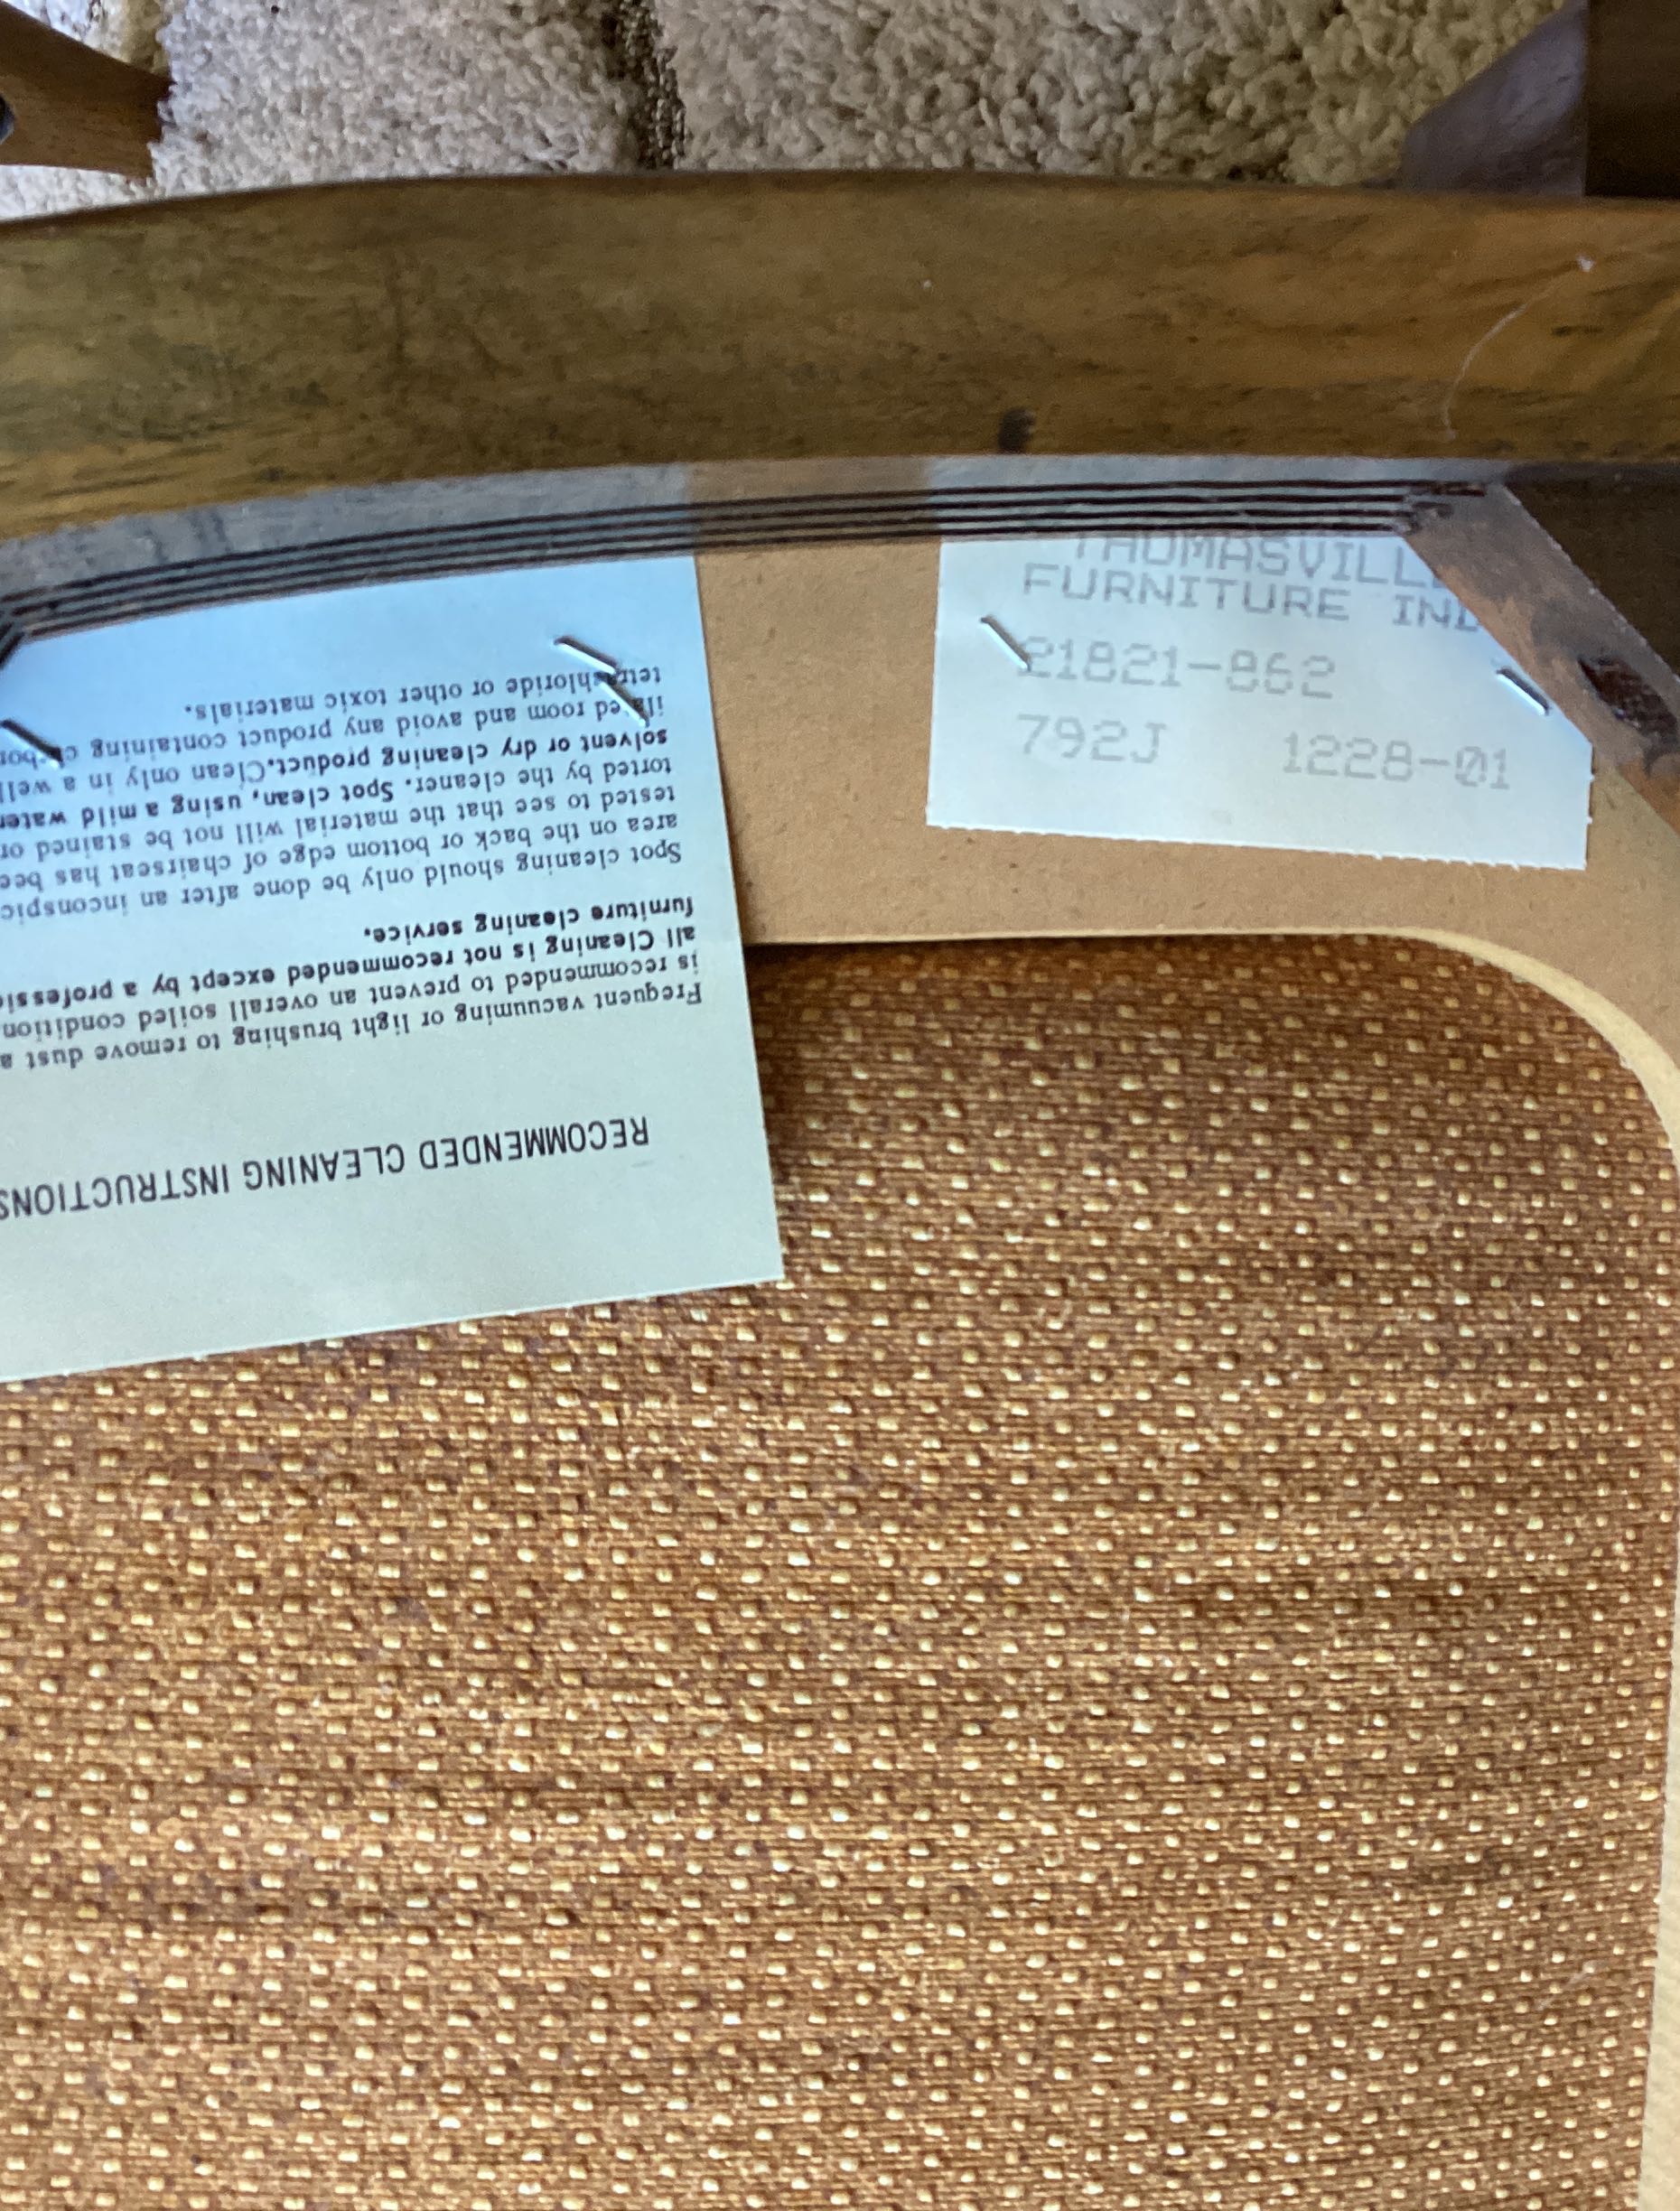 THOMASVILL
FURNITURE IND
21821-862
792J 1228-01
RECOMMENDED CLEANING INSTRUCTIONS
Frequent vacuuming or light brushing to remove dust a
is recommended to prevent an overall soiled condition
all Cleaning is not recommended except by a professi
furniture cleaning service.
Spot cleaning should only be done after an inconspic
area on the back or bottom edge of chairseat has bee
tested to see that the material will not be stained or
torted by the cleaner. Spot clean, using a mild water
solvent or dry cleaning product. Clean only in a well
ilated room and avoid any product containing carbon
tetrachloride or other toxic materials.